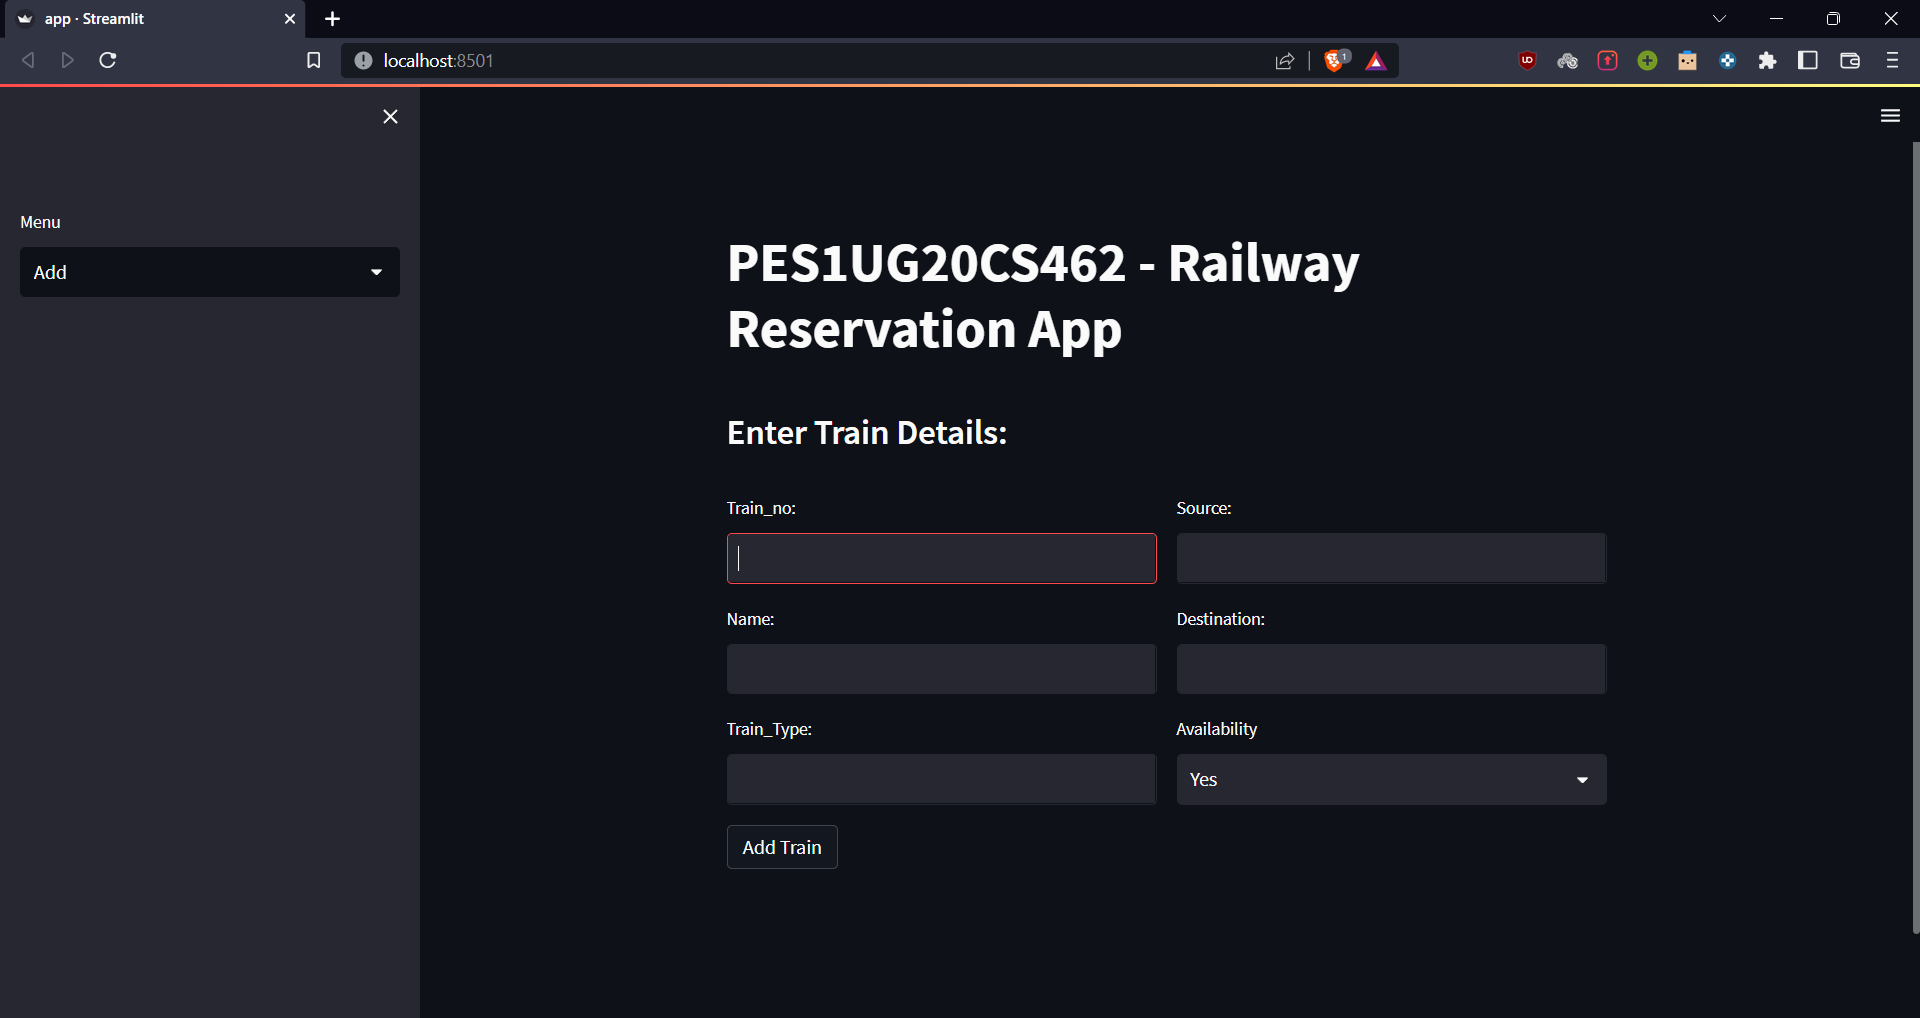 app · Streamlit
localhost:8501
1
Menu
Add
PES1UG20CS462 - Railway
Reservation App
Enter Train Details:
Train_no:
Source:
Name:
Destination:
Train_Type:
Availability
Yes
Add Train